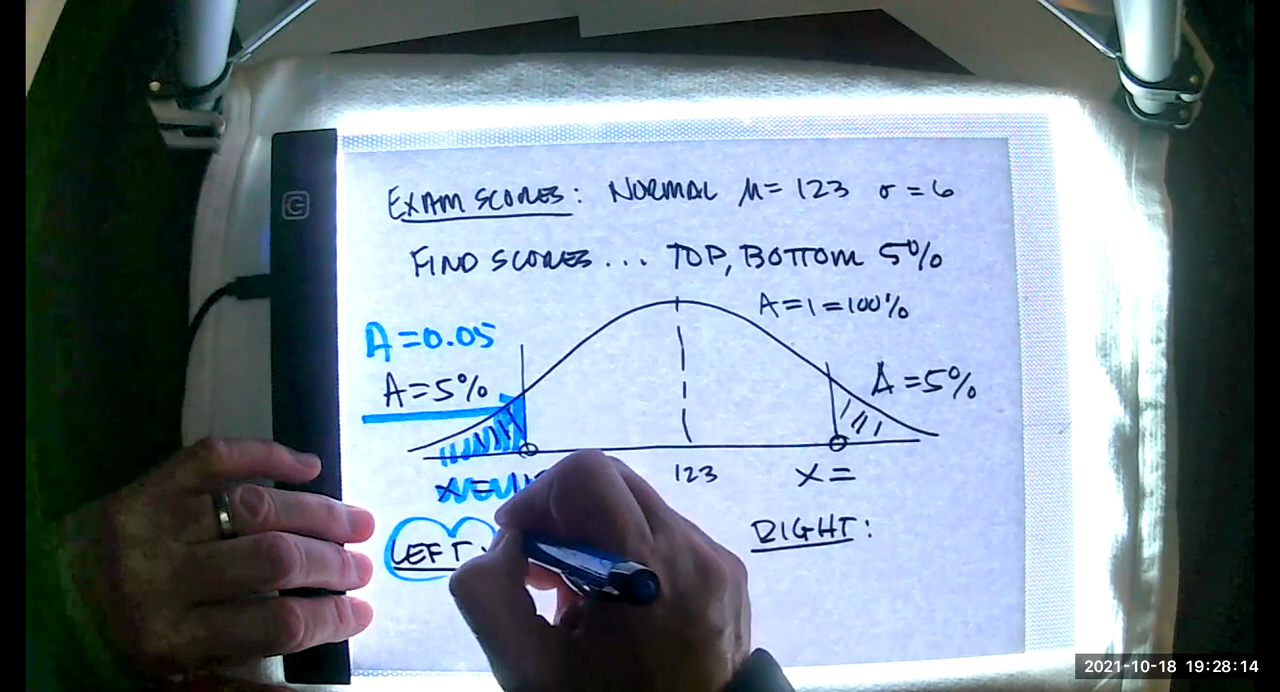 EXAM SCORES: NORMAL μ= 123 σ = 6
FIND SCORES... TOP, BOTTOM 5%
A=1=100%
A=0.05
A=5%
A=5%
123
X=
LEFT
RIGHT:
2021-10-18 19:28:14